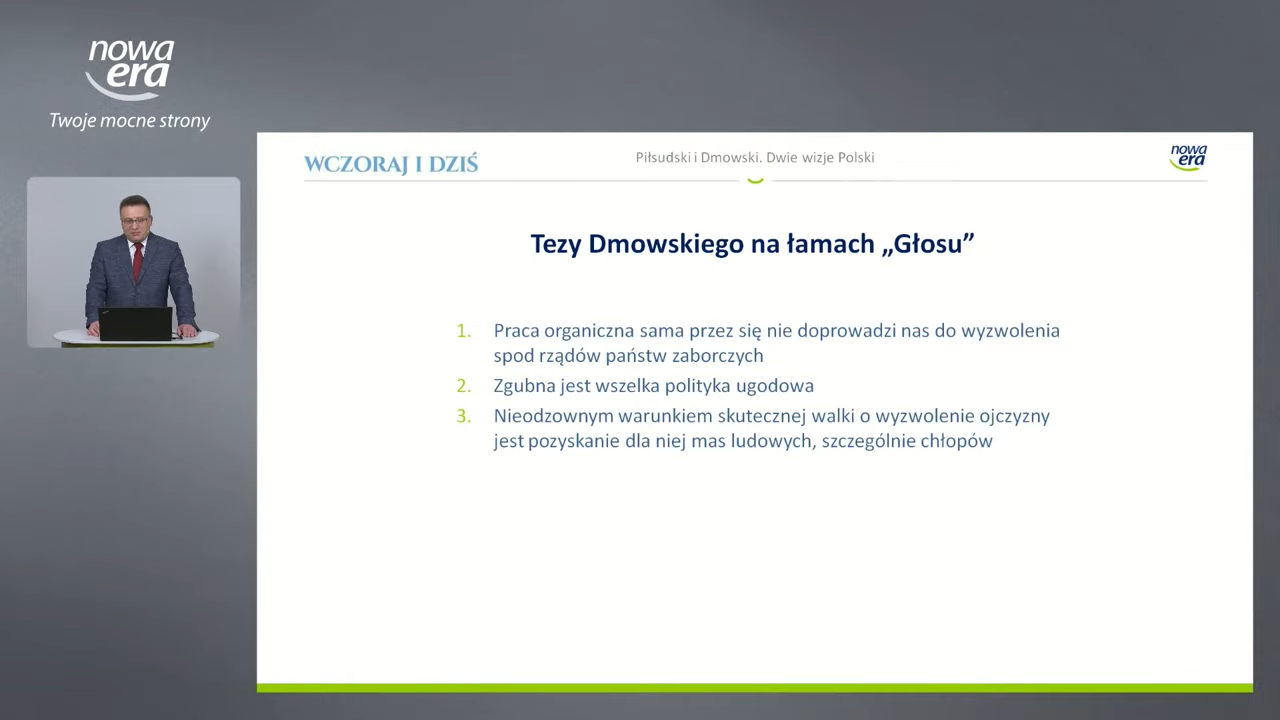 nowa
era
Twoje mocne strony
WCZORAJ I DZIŚ
Piłsudski i Dmowski. Dwie wizje Polski
nowa
era
Tezy Dmowskiego na łamach „Głosu”
1. Praca organiczna sama przez się nie doprowadzi nas do wyzwolenia
spod rządów państw zaborczych
2. Zgubna jest wszelka polityka ugodowa
3. Nieodzownym warunkiem skutecznej walki o wyzwolenie ojczyzny
jest pozyskanie dla niej mas ludowych, szczególnie chłopów